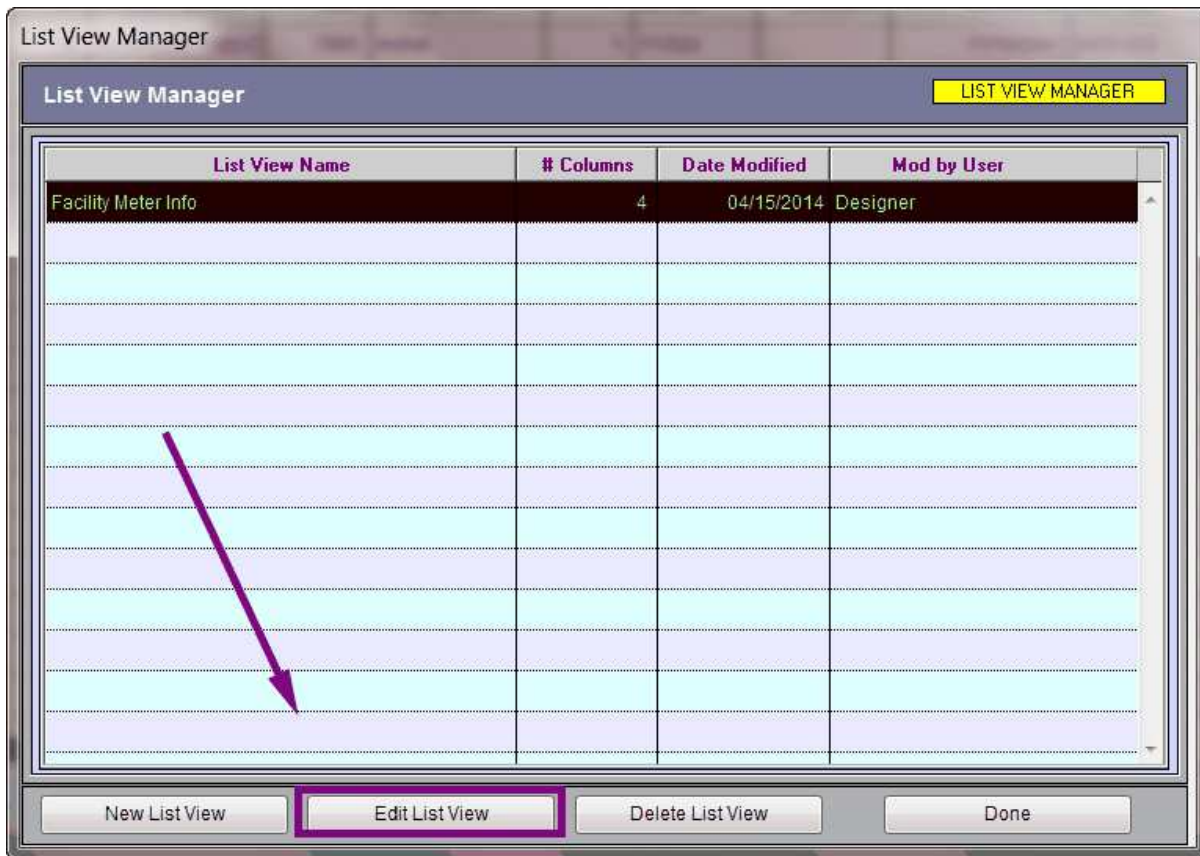 List View Manager
List View Manager LIST VIEW MANAGER
List View Name # Columns Date Modified Mod by User
Facility Meter Info 4 04/15/2014 Designer
New List View Edit List View Delete List View Done